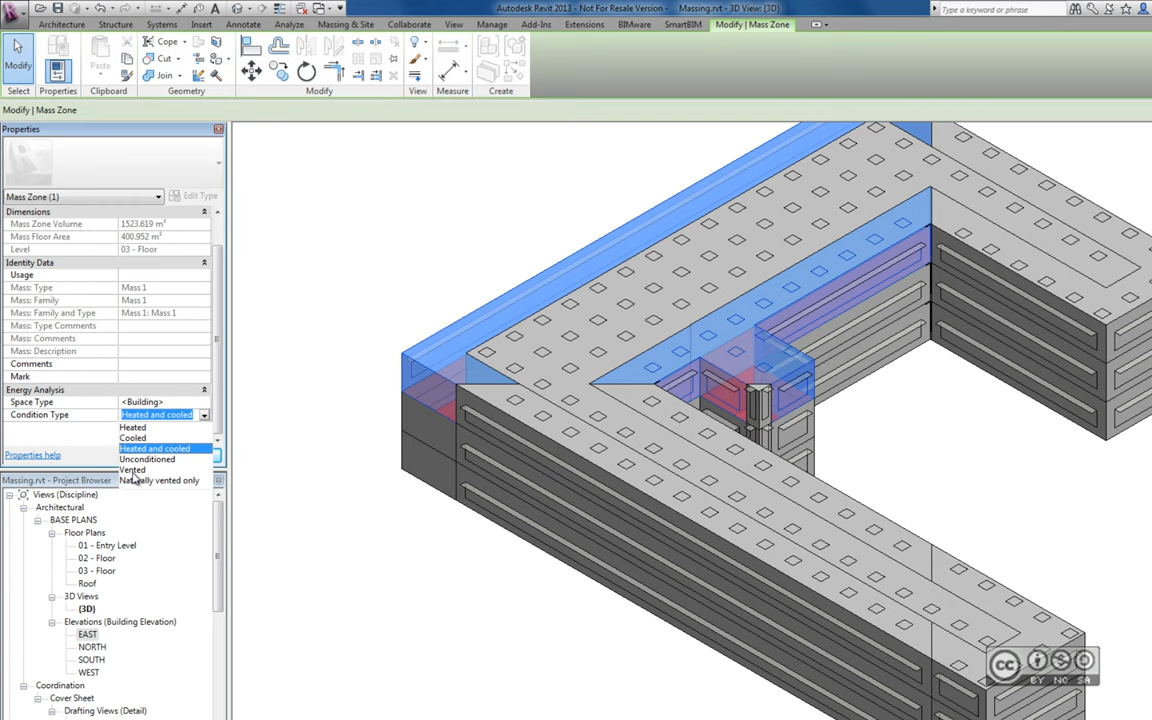 Autodesk Revit 2013 - Not For Resale Version - Massing.rvt - 3D View: {3D}
Type a keyword or phrase
Architecture Structure Systems Insert Annotate Analyze Massing & Site Collaborate View Manage Add-Ins Extensions BIMware SmartBIM Modify | Mass Zone
Modify
Paste
Cope
Cut
Join
Select Properties Clipboard Geometry Modify View Measure Create
Modify | Mass Zone
Properties
Mass Zone (1)
Edit Type
Dimensions
Mass Zone Volume 1523.619 m³
Mass Floor Area 400.952 m²
Level 03 - Floor
Identity Data
Usage
Mass: Type Mass 1
Mass: Family Mass 1
Mass: Family and Type Mass 1: Mass 1
Mass: Type Comments
Mass: Comments
Mass: Description
Comments
Mark
Energy Analysis
Space Type <Building>
Condition Type Heated and cooled
Heated
Cooled
Heated and cooled
Unconditioned
Vented
Naturally vented only
Properties help
Massing.rvt - Project Browser
Views (Discipline)
Architectural
BASE PLANS
Floor Plans
01 - Entry Level
02 - Floor
03 - Floor
Roof
3D Views
{3D}
Elevations (Building Elevation)
EAST
NORTH
SOUTH
WEST
Coordination
Cover Sheet
Drafting Views (Detail)
cc
BY NC SA